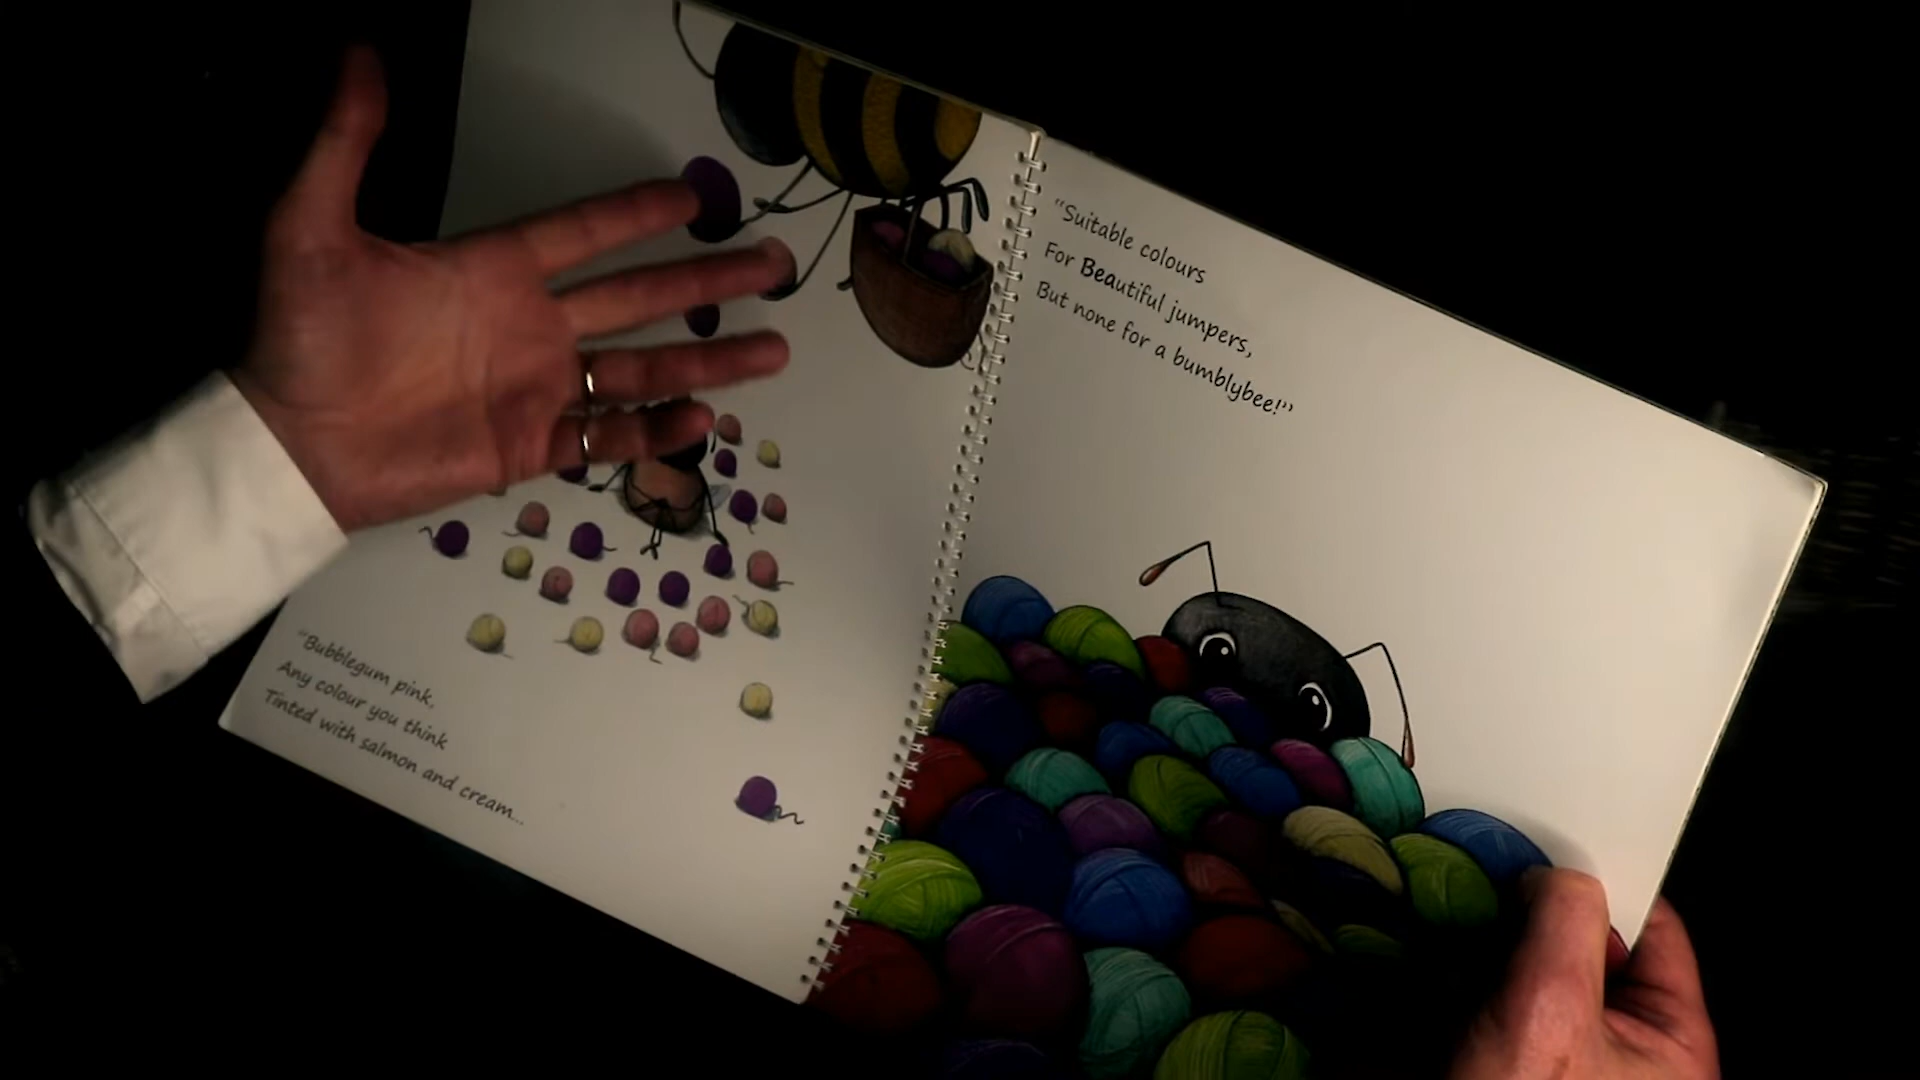 "Bubblegum pink,
Any colour you think
Tinted with salmon and cream...
"Suitable colours
For Beautiful jumpers,
But none for a bumblybee!"